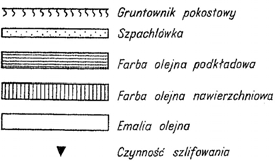 Gruntownik pokostowy
Szpachlówka
Farba olejna podkładowa
Farba olejna nawierzchniowa
Emalia olejna
Czynność szlifowania